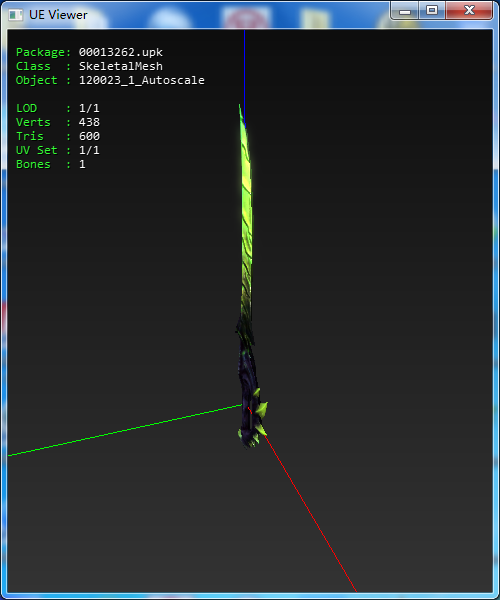 UE Viewer
Package: 00013262.upk
Class  : SkeletalMesh
Object : 120023_1_Autoscale
LOD    : 1/1
Verts  : 438
Tris   : 600
UV Set : 1/1
Bones  : 1